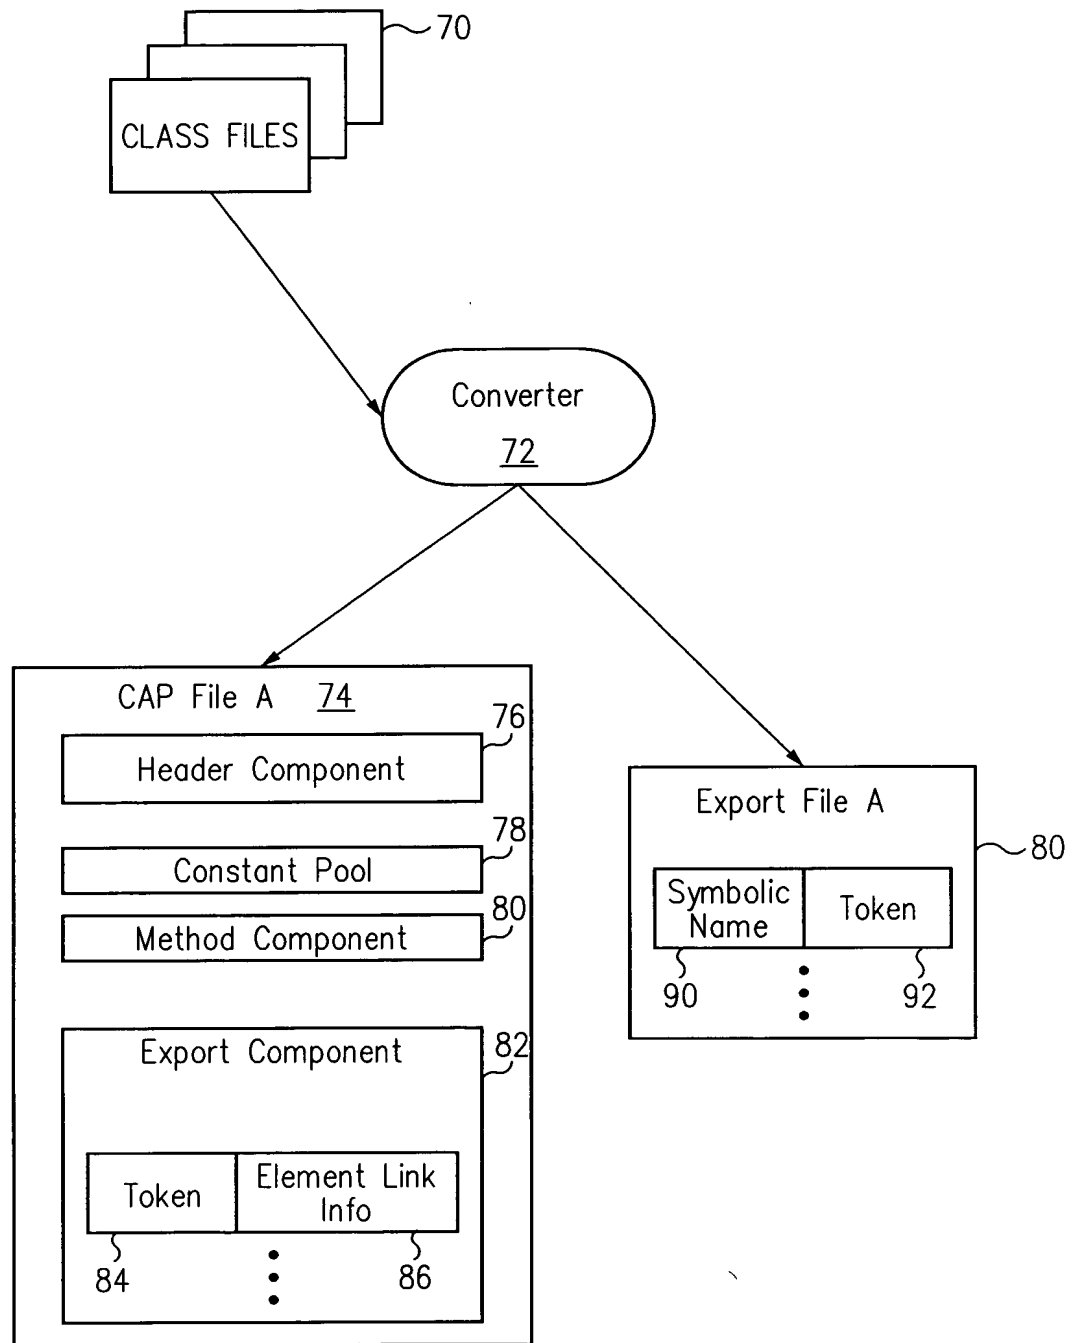 70
CLASS FILES
Converter
72
CAP File A 74
76
Header Component
78
Constant Pool
80
Method Component
82
Export Component
Token
Element Link
Info
84
86
Export File A
80
Symbolic
Name
Token
90
92